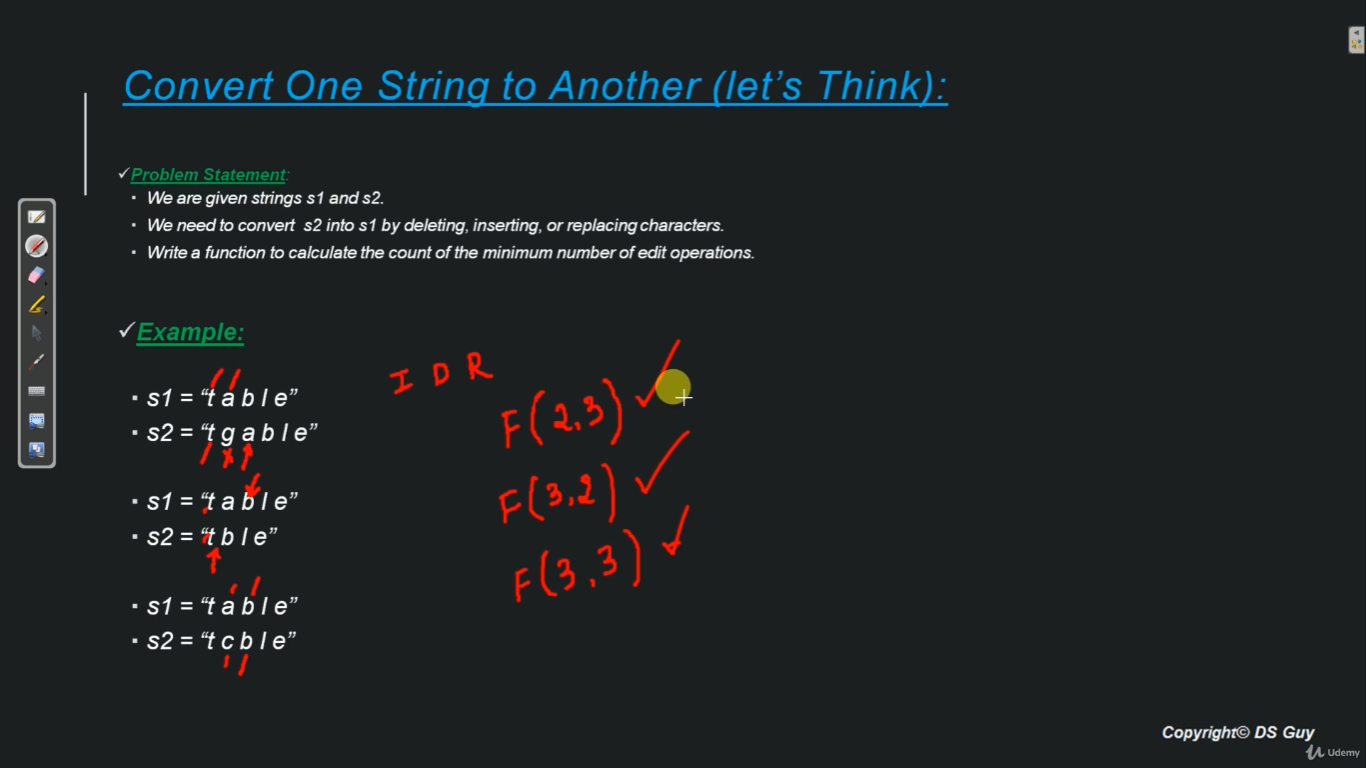 Convert One String to Another (let's Think):
✓Problem Statement:
▪ We are given strings s1 and s2.
▪ We need to convert s2 into s1 by deleting, inserting, or replacing characters.
▪ Write a function to calculate the count of the minimum number of edit operations.
✓Example:
I D R
▪ s1 = “t a b l e”
▪ s2 = “t g a b l e”
F(2,3) ✓
▪ s1 = “t a b l e”
▪ s2 = “t b l e”
F(3,2) ✓
F(3,3) ✓
▪ s1 = “t a b l e”
▪ s2 = “t c b l e”
Copyright© DS Guy
Udemy